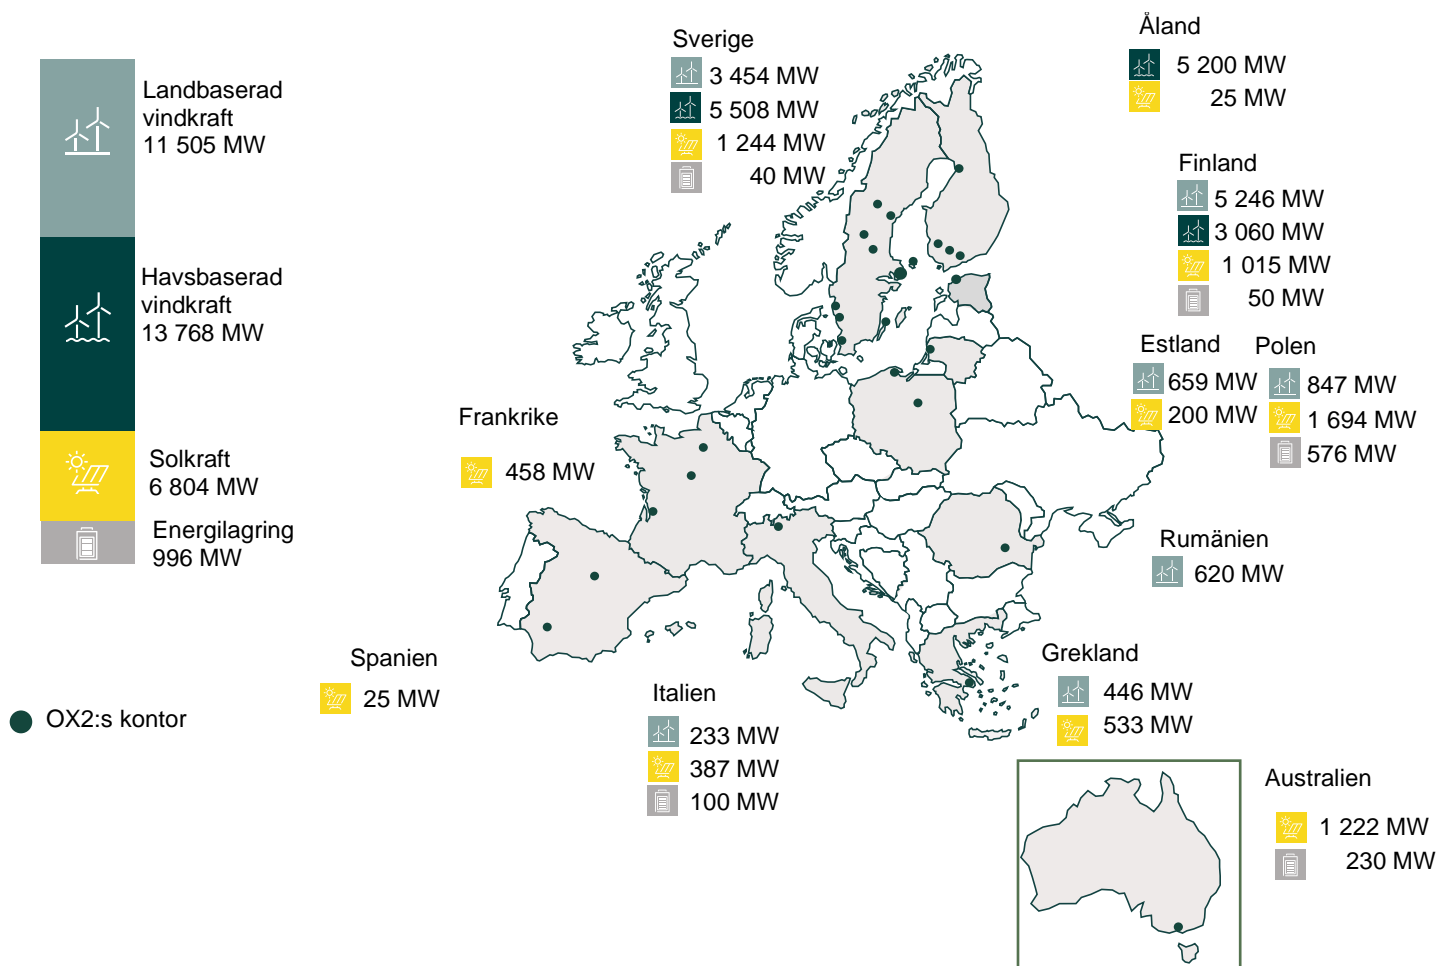 Landbaserad
vindkraft
11 505 MW
Havsbaserad
vindkraft
13 768 MW
Solkraft
6 804 MW
Energilagring
996 MW
OX2:s kontor
Sverige
3 454 MW
5 508 MW
1 244 MW
40 MW
Åland
5 200 MW
25 MW
Finland
5 246 MW
3 060 MW
1 015 MW
50 MW
Estland
659 MW
200 MW
Polen
847 MW
1 694 MW
576 MW
Frankrike
458 MW
Rumänien
620 MW
Spanien
25 MW
Italien
233 MW
387 MW
100 MW
Grekland
446 MW
533 MW
Australien
1 222 MW
230 MW